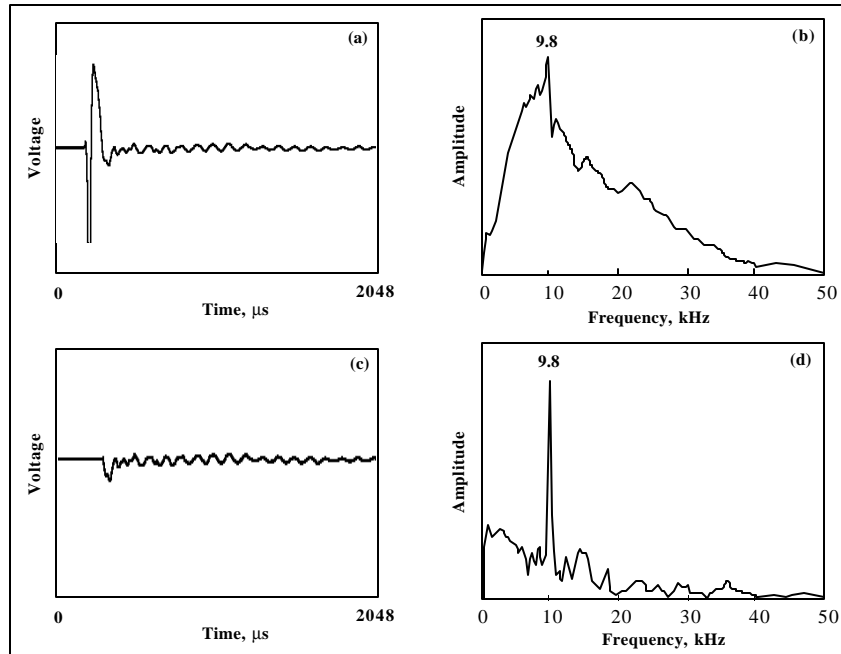 (a)
Voltage
0
2048
Time, μs
(b)
9.8
Amplitude
0 10 20 30 40 50
Frequency, kHz
(c)
Voltage
0
2048
Time, μs
(d)
9.8
Amplitude
0 10 20 30 40 50
Frequency, kHz